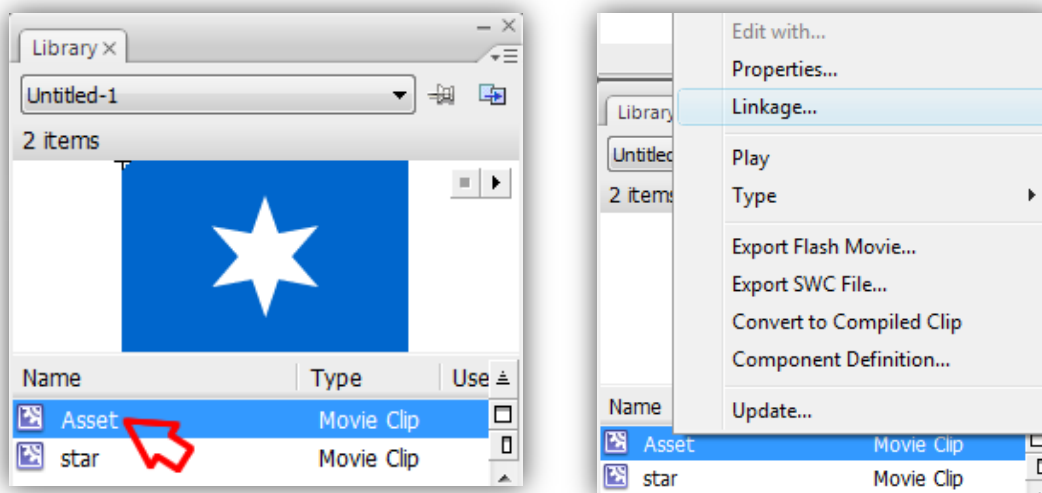 Library
Untitled-1
2 items
Name Type Use
Asset Movie Clip
star Movie Clip
Edit with...
Properties...
Linkage...
Play
Type
Export Flash Movie...
Export SWC File...
Convert to Compiled Clip
Component Definition...
Update...
Library
Untitled
2 items
Name
Asset Movie Clip
star Movie Clip